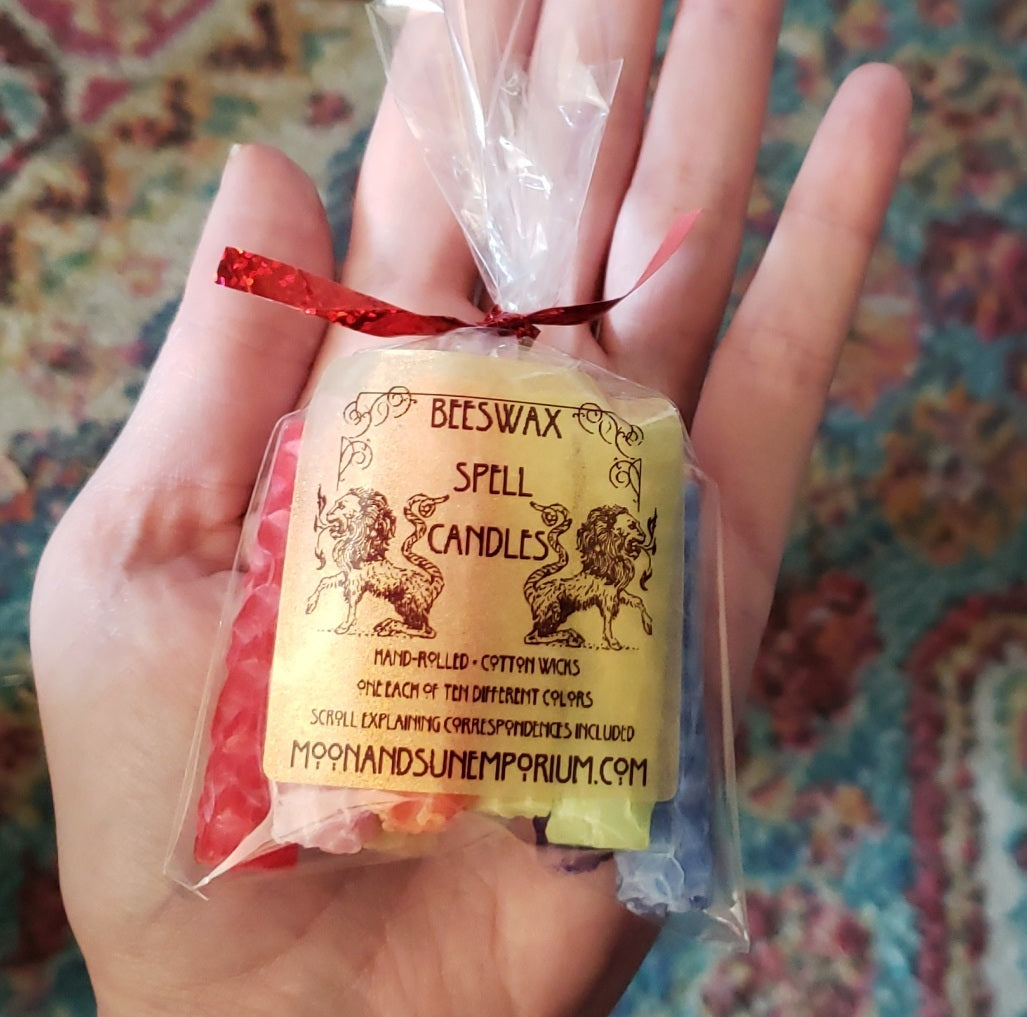 BEESWAX
SPELL
CANDLES
HAND-ROLLED • COTTON WICKS
ONE EACH OF TEN DIFFERENT COLORS
SCROLL EXPLAINING CORRESPONDENCES INCLUDED
MOONANDSUNEMPORIUM.COM